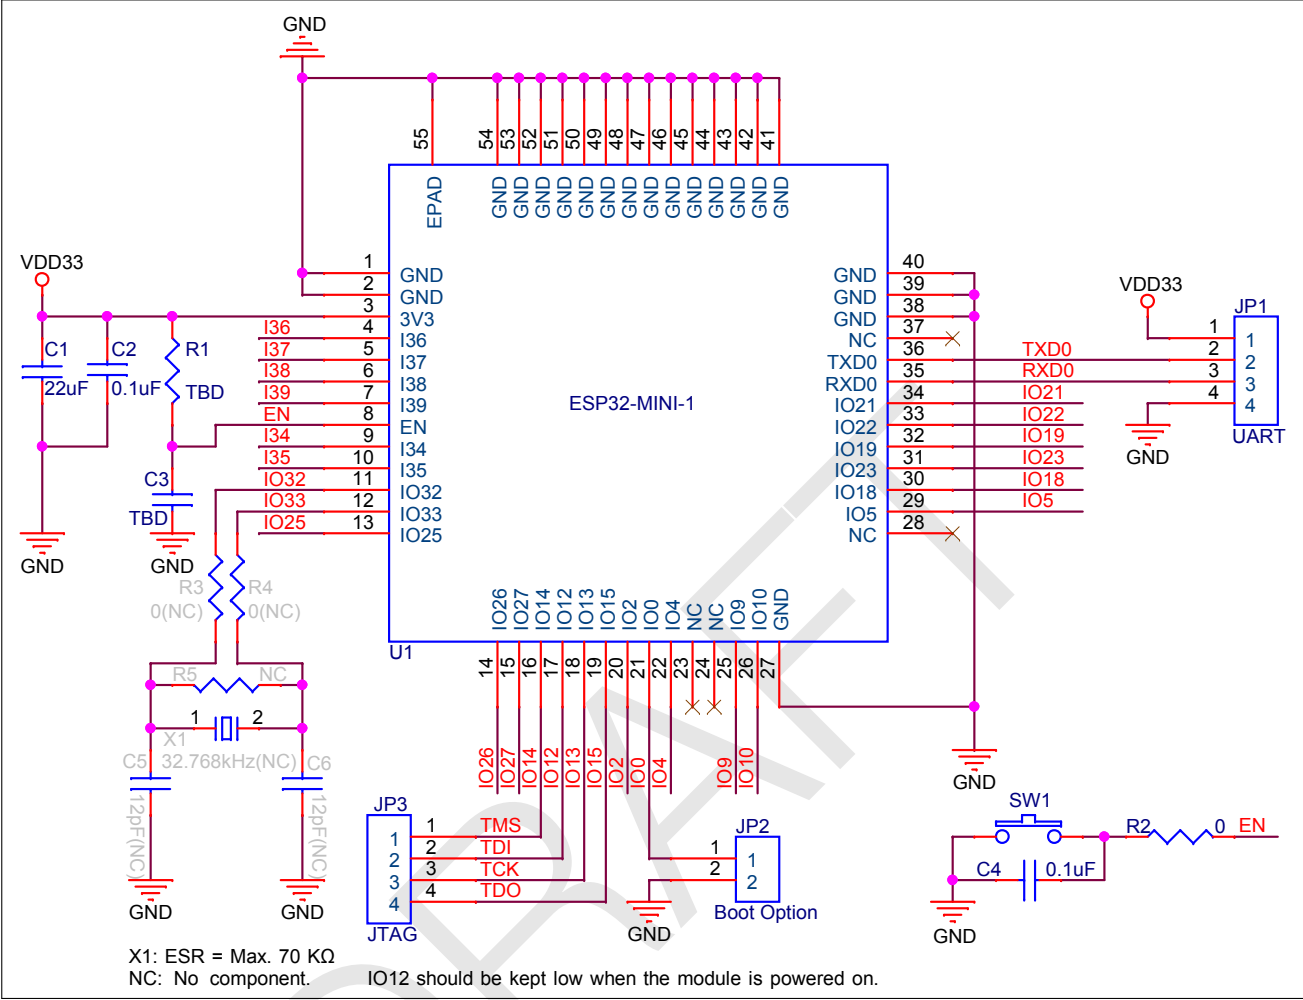 GND
55
54
53
52
51
50
49
48
47
46
45
44
43
42
41
EPAD
GND
GND
GND
GND
GND
GND
GND
GND
GND
GND
GND
GND
GND
GND
VDD33
C1
22uF
C2
0.1uF
R1
TBD
C3
TBD
GND
GND
1 GND
2 GND
3 3V3
I36 4 I36
I37 5 I37
I38 6 I38
I39 7 I39
EN 8 EN
I34 9 I34
I35 10 I35
IO32 11 IO32
IO33 12 IO33
IO25 13 IO25
ESP32-MINI-1
U1
GND 40
GND 39
GND 38
NC 37
TXD0 36 TXD0
RXD0 35 RXD0
IO21 34 IO21
IO22 33 IO22
IO19 32 IO19
IO23 31 IO23
IO18 30 IO18
IO5 29 IO5
NC 28
VDD33
JP1
1 1
2 2
3 3
4 4
UART
GND
R3
0(NC)
R4
0(NC)
R5 NC
1 2
X1
32.768kHz(NC)
C5
12pF(NC)
C6
12pF(NC)
GND
GND
IO26
IO27
IO14
IO12
IO13
IO15
IO2
IO0
IO4
NC
NC
IO9
IO10
GND
14
15
16
17
18
19
20
21
22
23
24
25
26
27
IO26
IO27
IO14
IO12
IO13
IO15
IO2
IO0
IO4
IO9
IO10
GND
JP3
1 1 TMS
2 2 TDI
3 3 TCK
4 4 TDO
JTAG
JP2
1 1
2 2
Boot Option
GND
SW1
R2 0 EN
C4 0.1uF
GND
X1: ESR = Max. 70 KΩ
NC: No component.
IO12 should be kept low when the module is powered on.
DRAFT